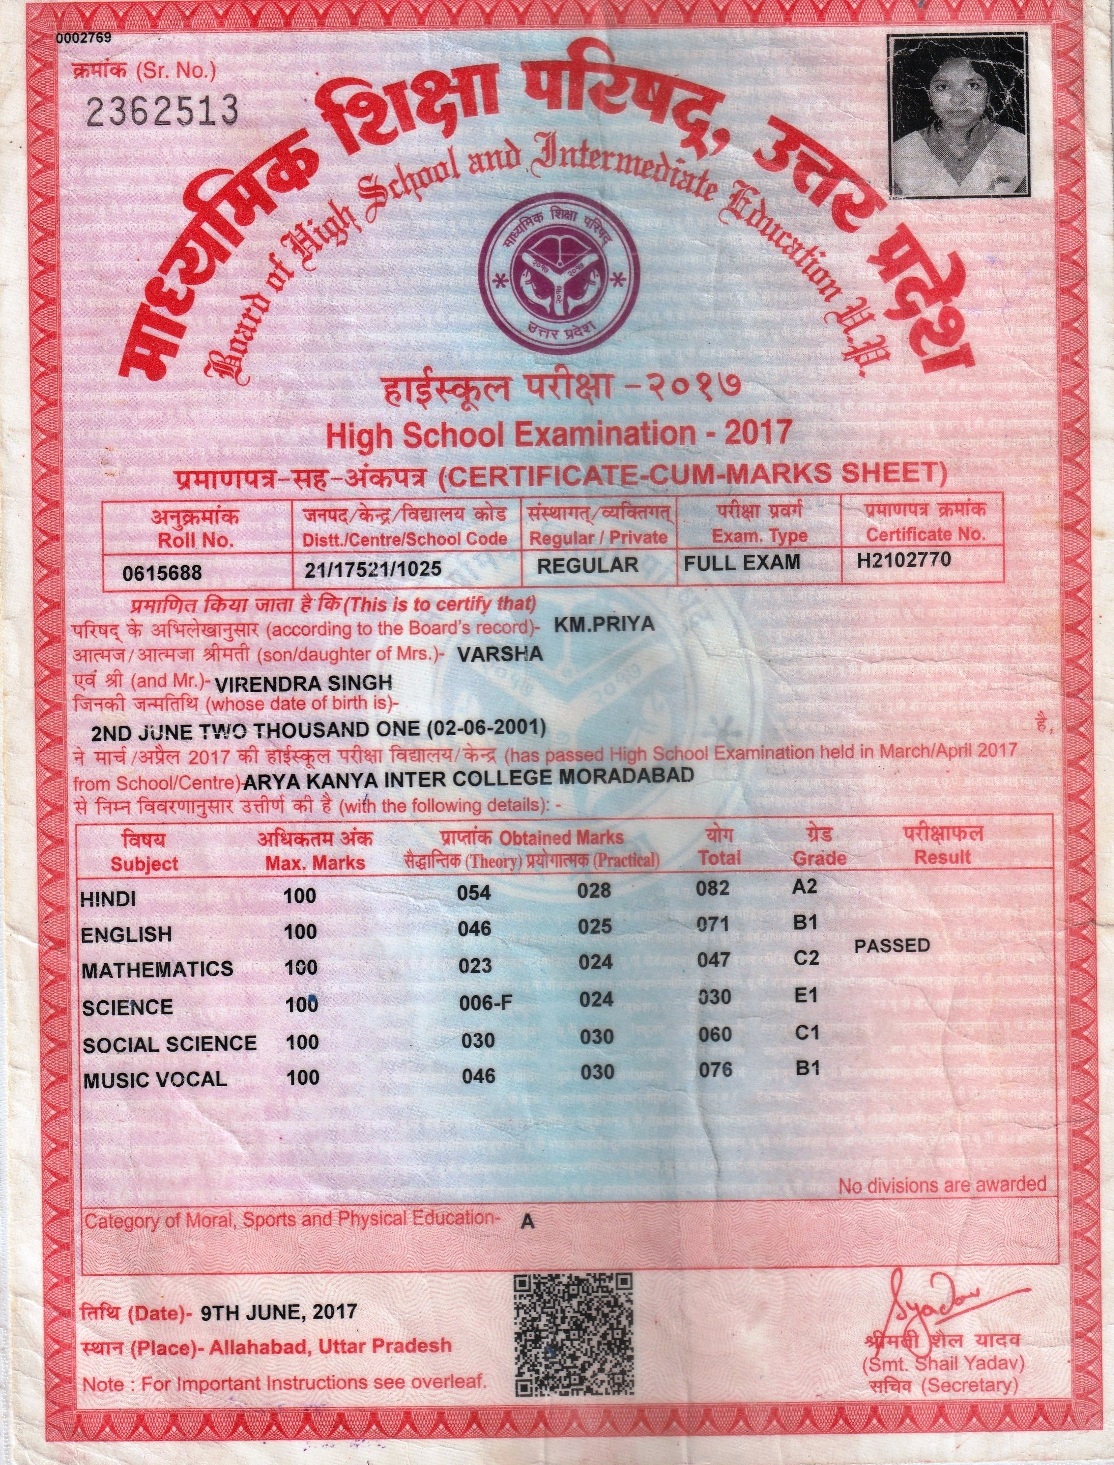 0002769
क्रमांक (Sr. No.)
2362513
माध्यमिक शिक्षा परिषद्, उत्तर प्रदेश
Board of High School and Intermediate Education U.P.
माध्यमिक शिक्षा परिषद्
उत्तर प्रदेश
हाईस्कूल परीक्षा -२०१७
High School Examination - 2017
प्रमाणपत्र-सह-अंकपत्र (CERTIFICATE-CUM-MARKS SHEET)
अनुक्रमांक जनपद/केन्द्र/विद्यालय कोड संस्थागत्/व्यक्तिगत् परीक्षा प्रवर्ग प्रमाणपत्र क्रमांक
Roll No. Distt./Centre/School Code Regular / Private Exam. Type Certificate No.
0615688 21/17521/1025 REGULAR FULL EXAM H2102770
प्रमाणित किया जाता है कि (This is to certify that)
परिषद् के अभिलेखानुसार (according to the Board's record)- KM.PRIYA
आत्मज/आत्मजा श्रीमती (son/daughter of Mrs.)- VARSHA
एवं श्री (and Mr.)- VIRENDRA SINGH
जिनकी जन्मतिथि (whose date of birth is)-
2ND JUNE TWO THOUSAND ONE (02-06-2001) है,
ने मार्च/अप्रैल 2017 की हाईस्कूल परीक्षा विद्यालय/केन्द्र (has passed High School Examination held in March/April 2017
from School/Centre) ARYA KANYA INTER COLLEGE MORADABAD
से निम्न विवरणानुसार उत्तीर्ण की है (with the following details): -
विषय अधिकतम अंक प्राप्तांक Obtained Marks योग ग्रेड परीक्षाफल
Subject Max. Marks सैद्धान्तिक (Theory) प्रयोगात्मक (Practical) Total Grade Result
HINDI 100 054 028 082 A2
ENGLISH 100 046 025 071 B1
PASSED
MATHEMATICS 100 023 024 047 C2
SCIENCE 100 006-F 024 030 E1
SOCIAL SCIENCE 100 030 030 060 C1
MUSIC VOCAL 100 046 030 076 B1
No divisions are awarded
Category of Moral, Sports and Physical Education- A
तिथि (Date)- 9TH JUNE, 2017
स्थान (Place)- Allahabad, Uttar Pradesh
Note : For Important Instructions see overleaf.
Syadav
श्रीमती शैल यादव
(Smt. Shail Yadav)
सचिव (Secretary)